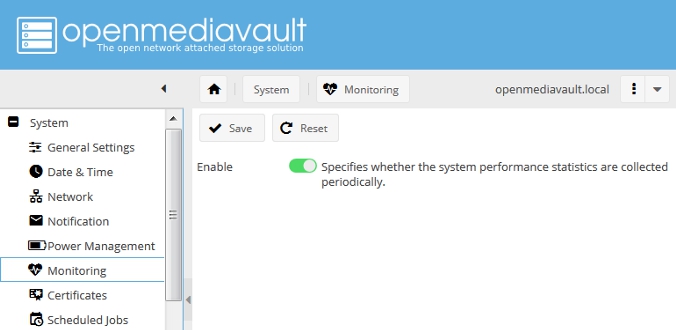 openmediavault
The open network attached storage solution
System
Monitoring
openmediavault.local
System
General Settings
Date & Time
Network
Notification
Power Management
Monitoring
Certificates
Scheduled Jobs
Save
Reset
Enable
Specifies whether the system performance statistics are collected
periodically.